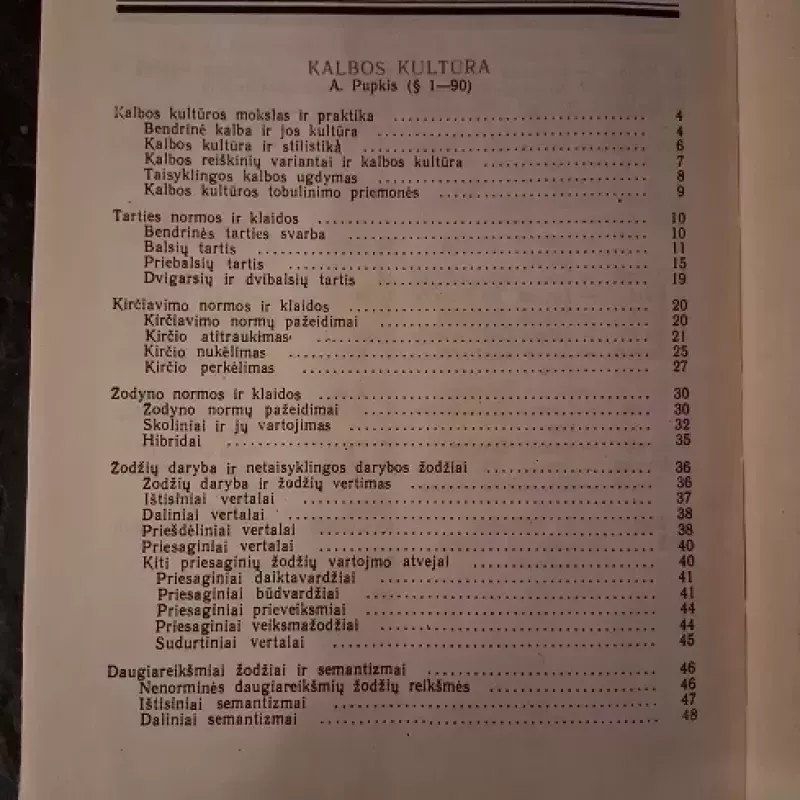 KALBOS KULTŪRA
A. Pupkis (§ 1—90)
Kalbos kultūros mokslas ir praktika . . . . 4
Bendrinė kalba ir jos kultūra . . . . 4
Kalbos kultūra ir stilistika . . . . 6
Kalbos reiškinių variantai ir kalbos kultūra . . . . 7
Taisyklingos kalbos ugdymas . . . . 8
Kalbos kultūros tobulinimo priemonės . . . . 9
Tarties normos ir klaidos . . . . 10
Bendrinės tarties svarba . . . . 10
Balsių tartis . . . . 11
Priebalsių tartis . . . . 15
Dvigarsių ir dvibalsių tartis . . . . 19
Kirčiavimo normos ir klaidos . . . . 20
Kirčiavimo normų pažeidimai . . . . 20
Kirčio atitraukimas . . . . 21
Kirčio nukėlimas . . . . 25
Kirčio perkėlimas . . . . 27
Žodyno normos ir klaidos . . . . 30
Žodyno normų pažeidimai . . . . 30
Skoliniai ir jų vartojimas . . . . 32
Hibridai . . . . 35
Žodžių daryba ir netaisyklingos darybos žodžiai . . . . 36
Žodžių daryba ir žodžių vertimas . . . . 36
Ištisiniai vertalai . . . . 37
Daliniai vertalai . . . . 38
Priešdėliniai vertalai . . . . 38
Priesaginiai vertalai . . . . 40
Kiti priesaginių žodžių vartojmo atvejai . . . . 40
Priesaginiai daiktavardžiai . . . . 41
Priesaginiai būdvardžiai . . . . 41
Priesaginiai prieveiksmiai . . . . 44
Priesaginiai veiksmažodžiai . . . . 44
Sudurtiniai vertalai . . . . 45
Daugiareikšmiai žodžiai ir semantizmai . . . . 46
Nenorminės daugiareikšmių žodžių reikšmės . . . . 46
Ištisiniai semantizmai . . . . 47
Daliniai semantizmai . . . . 48